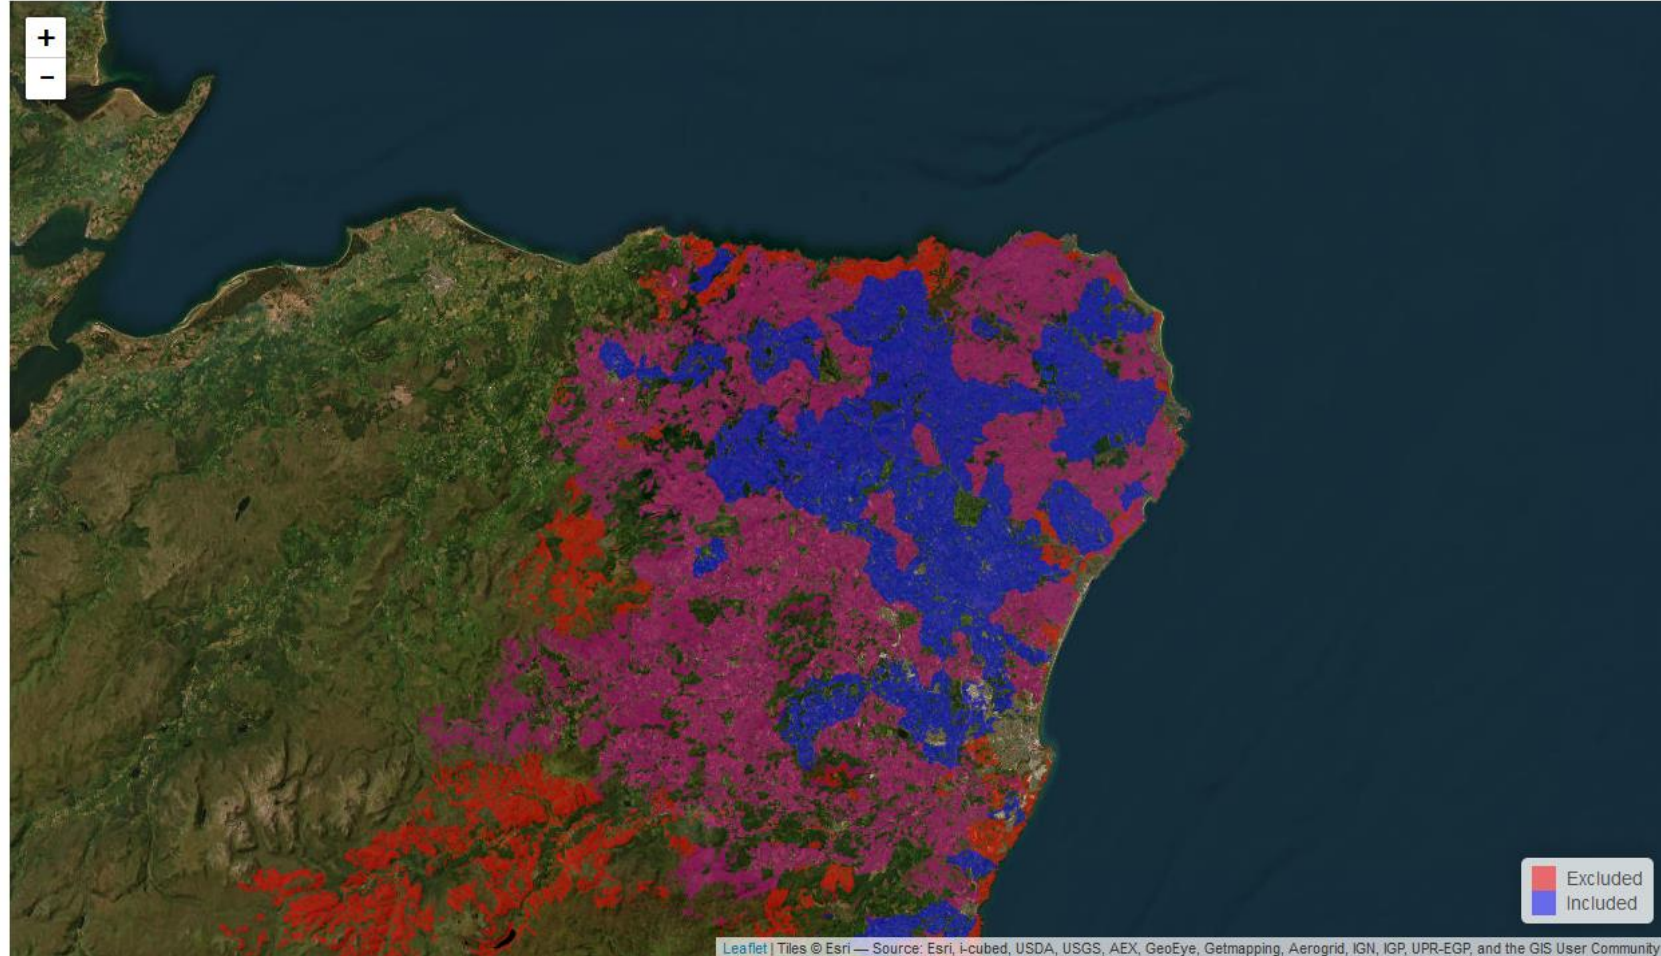 +
−
Excluded
Included
Leaflet | Tiles © Esri — Source: Esri, i-cubed, USDA, USGS, AEX, GeoEye, Getmapping, Aerogrid, IGN, IGP, UPR-EGP, and the GIS User Community